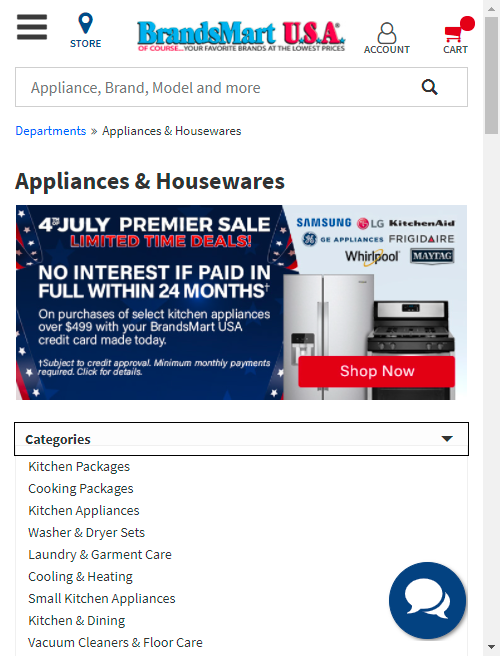 STORE
BrandsMart U.S.A.
OF COURSE...YOUR FAVORITE BRANDS AT THE LOWEST PRICES
ACCOUNT
CART
Appliance, Brand, Model and more
Departments » Appliances & Housewares
Appliances & Housewares
4TH OF JULY PREMIER SALE
LIMITED TIME DEALS!
NO INTEREST IF PAID IN
FULL WITHIN 24 MONTHS†
On purchases of select kitchen appliances
over $499 with your BrandsMart USA
credit card made today.
†Subject to credit approval. Minimum monthly payments
required. Click for details.
SAMSUNG LG KitchenAid
GE APPLIANCES FRIGIDAIRE
Whirlpool MAYTAG
Shop Now
Categories
Kitchen Packages
Cooking Packages
Kitchen Appliances
Washer & Dryer Sets
Laundry & Garment Care
Cooling & Heating
Small Kitchen Appliances
Kitchen & Dining
Vacuum Cleaners & Floor Care